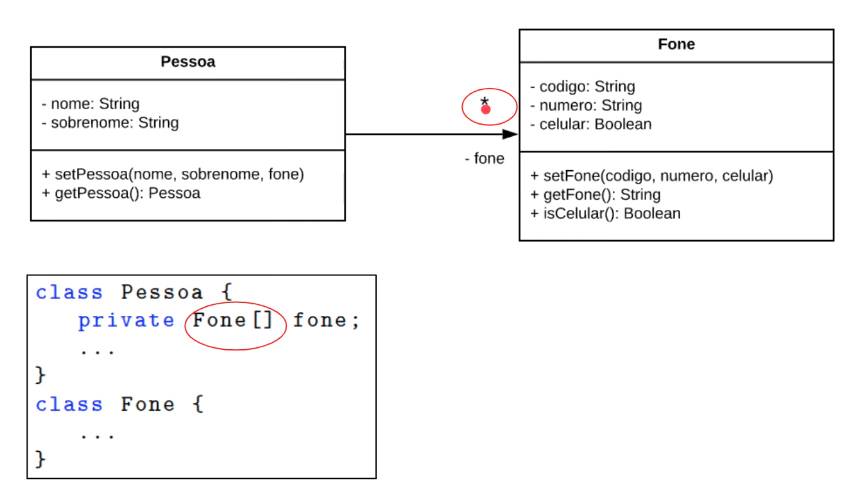 Pessoa
- nome: String
- sobrenome: String
+ setPessoa(nome, sobrenome, fone)
+ getPessoa(): Pessoa
*
- fone
Fone
- codigo: String
- numero: String
- celular: Boolean
+ setFone(codigo, numero, celular)
+ getFone(): String
+ isCelular(): Boolean
class Pessoa {
private Fone[] fone;
...
}
class Fone {
...
}